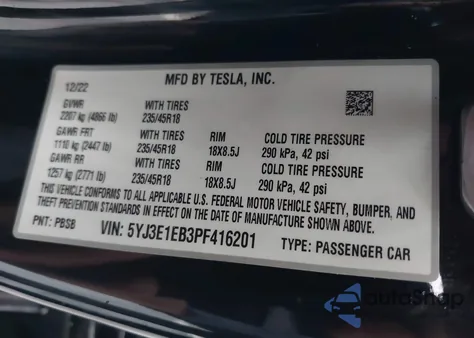 MFD BY TESLA, INC.
12/22
GVWR WITH TIRES
2207 kg (4866 lb) 235/45R18
GAWR FRT WITH TIRES RIM COLD TIRE PRESSURE
1110 kg (2447 lb) 235/45R18 18X8.5J 290 kPa, 42 psi
GAWR RR WITH TIRES RIM COLD TIRE PRESSURE
1257 kg (2771 lb) 235/45R18 18X8.5J 290 kPa, 42 psi
THIS VEHICLE CONFORMS TO ALL APPLICABLE U.S. FEDERAL MOTOR VEHICLE SAFETY, BUMPER, AND
THEFT PREVENTION STANDARDS IN EFFECT ON THE DATE OF MANUFACTURE SHOWN ABOVE.
PNT: PBSB VIN: 5YJ3E1EB3PF416201 TYPE: PASSENGER CAR
autoShap